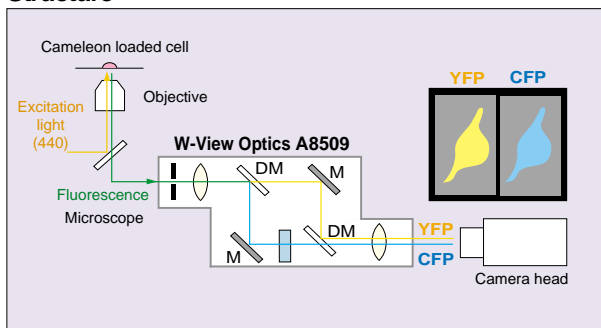 Cameleon loaded cell
Objective
Excitation
light
(440)
Fluorescence
Microscope
W-View Optics A8509
DM
M
M
DM
YFP
CFP
YFP
CFP
Camera head